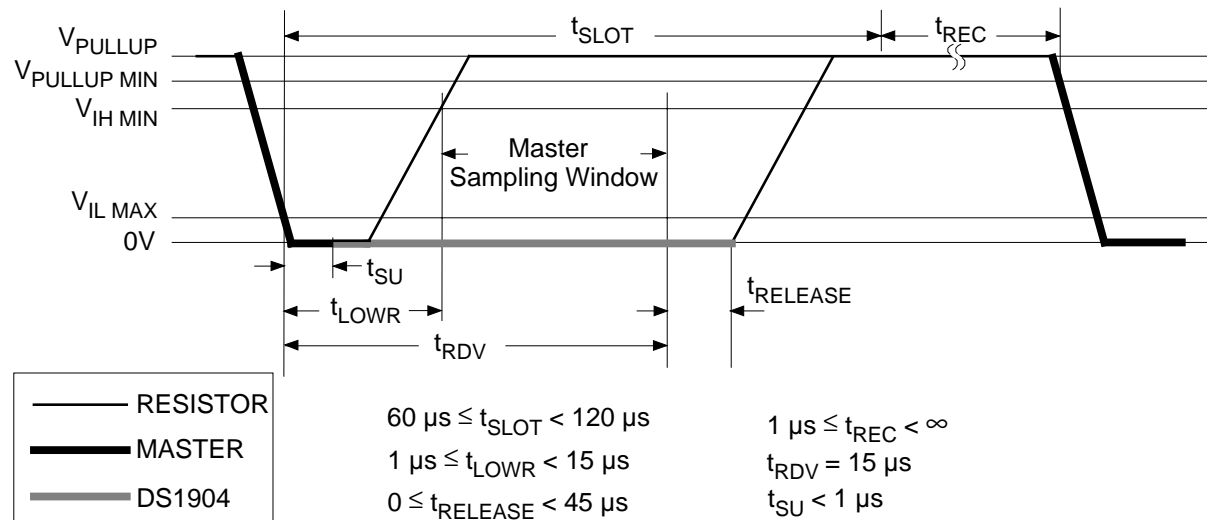 tSLOT tREC
VPULLUP
VPULLUP MIN
VIH MIN
Master
Sampling Window
VIL MAX
0V
tSU
tRELEASE
tLOWR
tRDV
RESISTOR
MASTER
DS1904
60 µs ≤ tSLOT < 120 µs
1 µs ≤ tLOWR < 15 µs
0 ≤ tRELEASE < 45 µs
1 µs ≤ tREC < ∞
tRDV = 15 µs
tSU < 1 µs